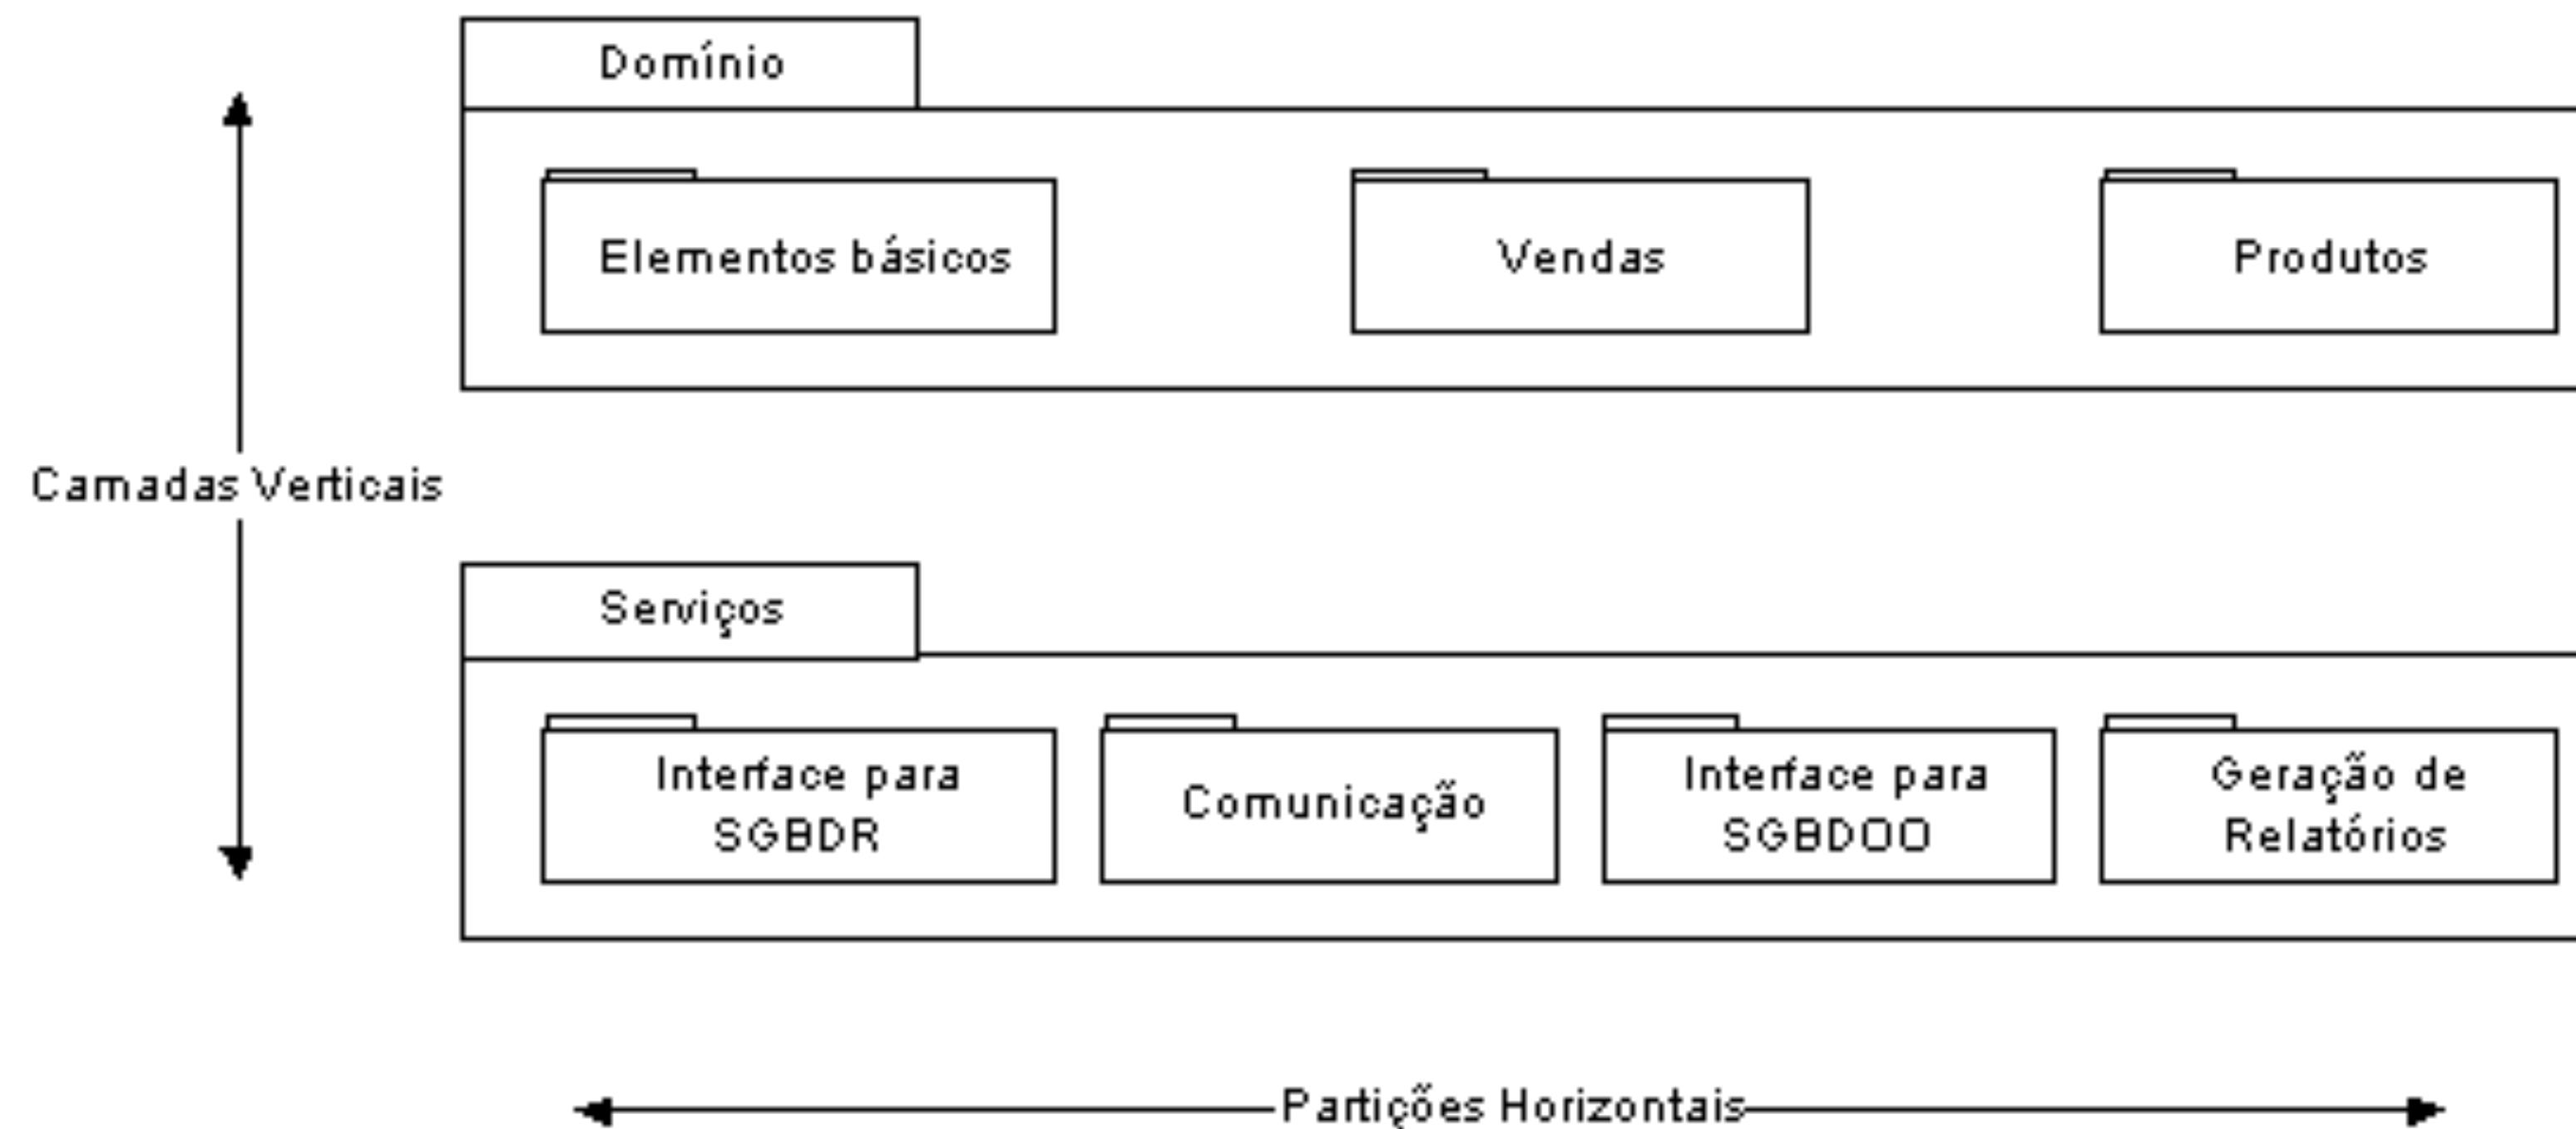 Domínio
Elementos básicos
Vendas
Produtos
Camadas Verticais
Serviços
Interface para
SGBDR
Comunicação
Interface para
SGBDOO
Geração de
Relatórios
Partições Horizontais